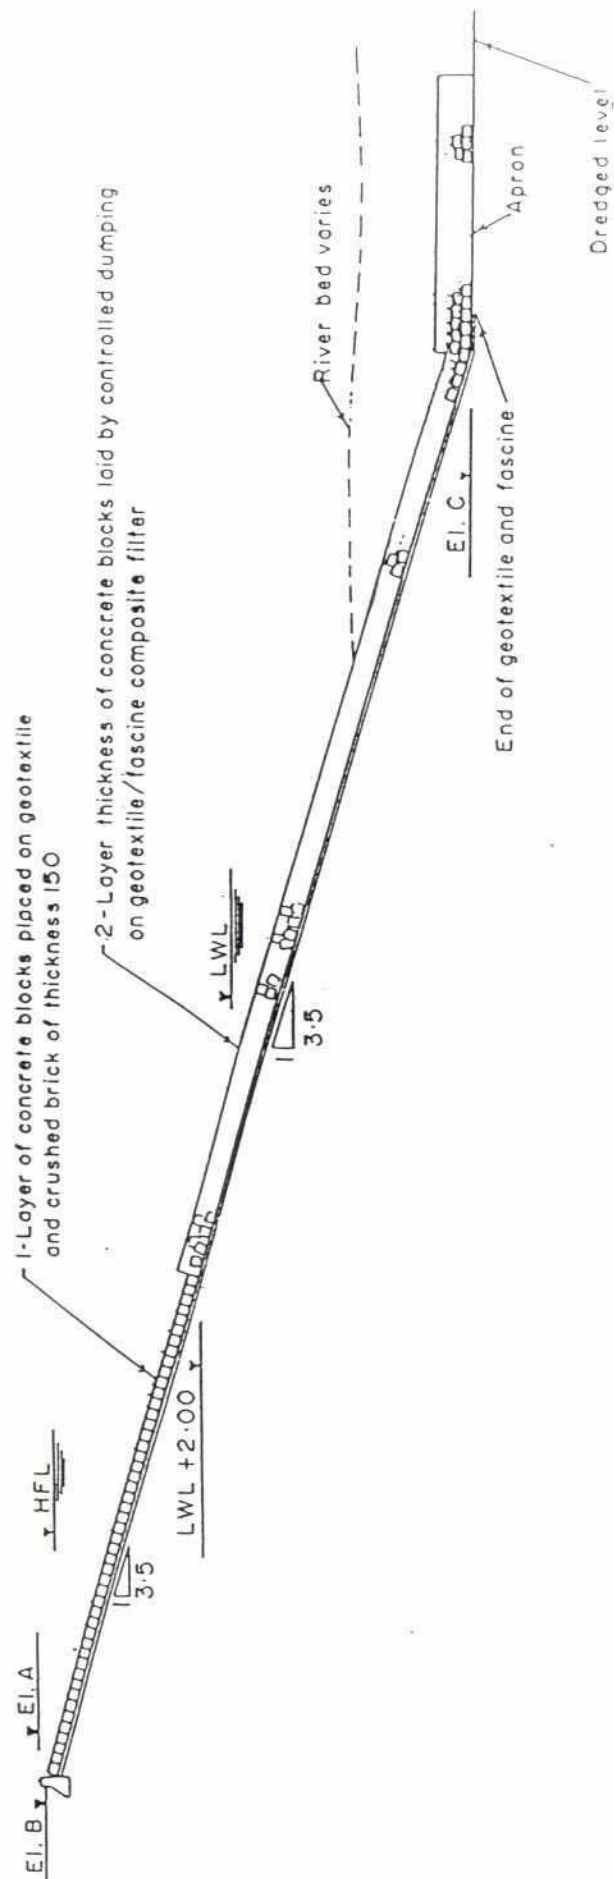 1-Layer of concrete blocks placed on geotextile
and crushed brick of thickness 150
2-Layer thickness of concrete blocks laid by controlled dumping
on geotextile/fascine composite filter
El. B
El. A
HFL
LWL
1
3.5
LWL +2.00
1
3.5
River bed varies
El. C
End of geotextile and fascine
Apron
Dredged level